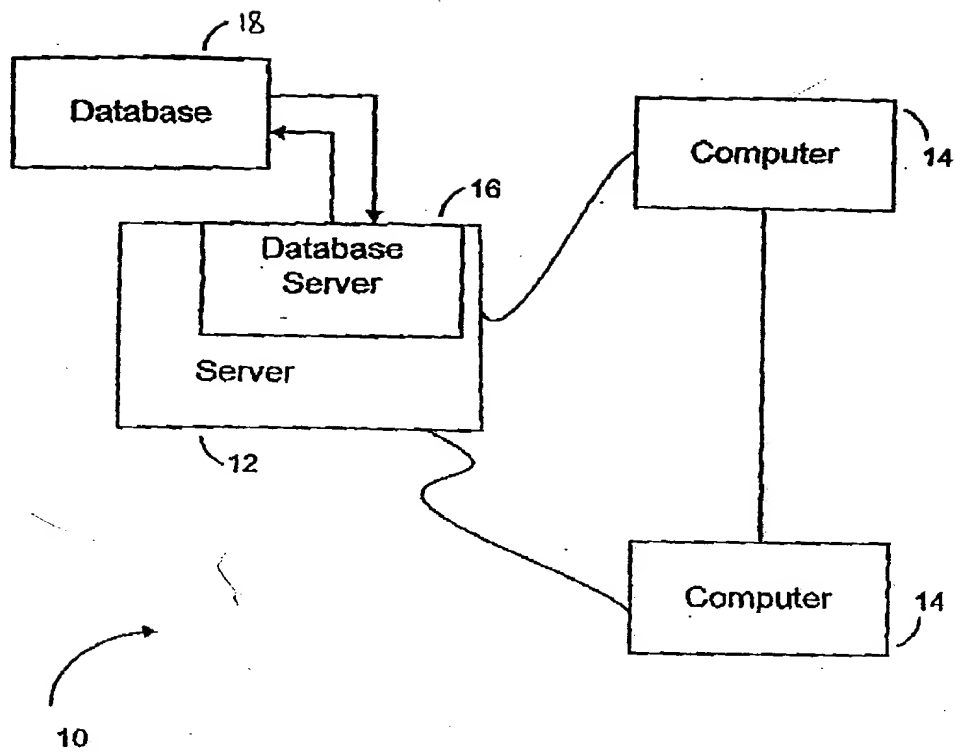 18
Database
Computer
14
16
Database
Server
Server
12
Computer
14
10